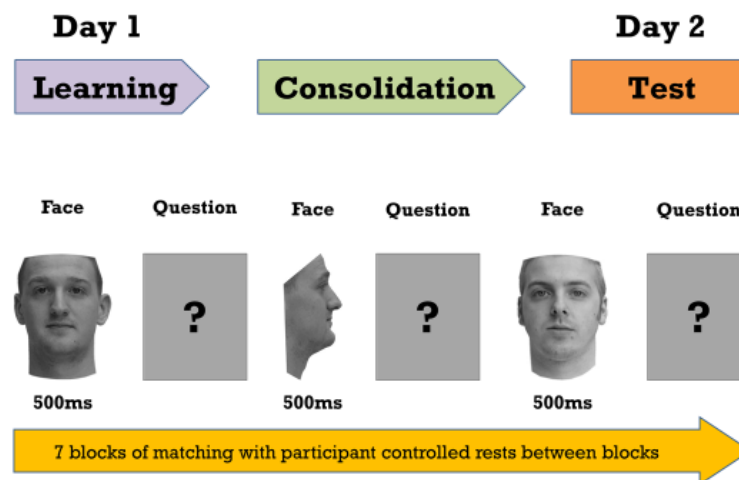 Day 1
Day 2
Learning
Consolidation
Test
Face
Question
Face
Question
Face
Question
?
?
?
500ms
500ms
500ms
7 blocks of matching with participant controlled rests between blocks